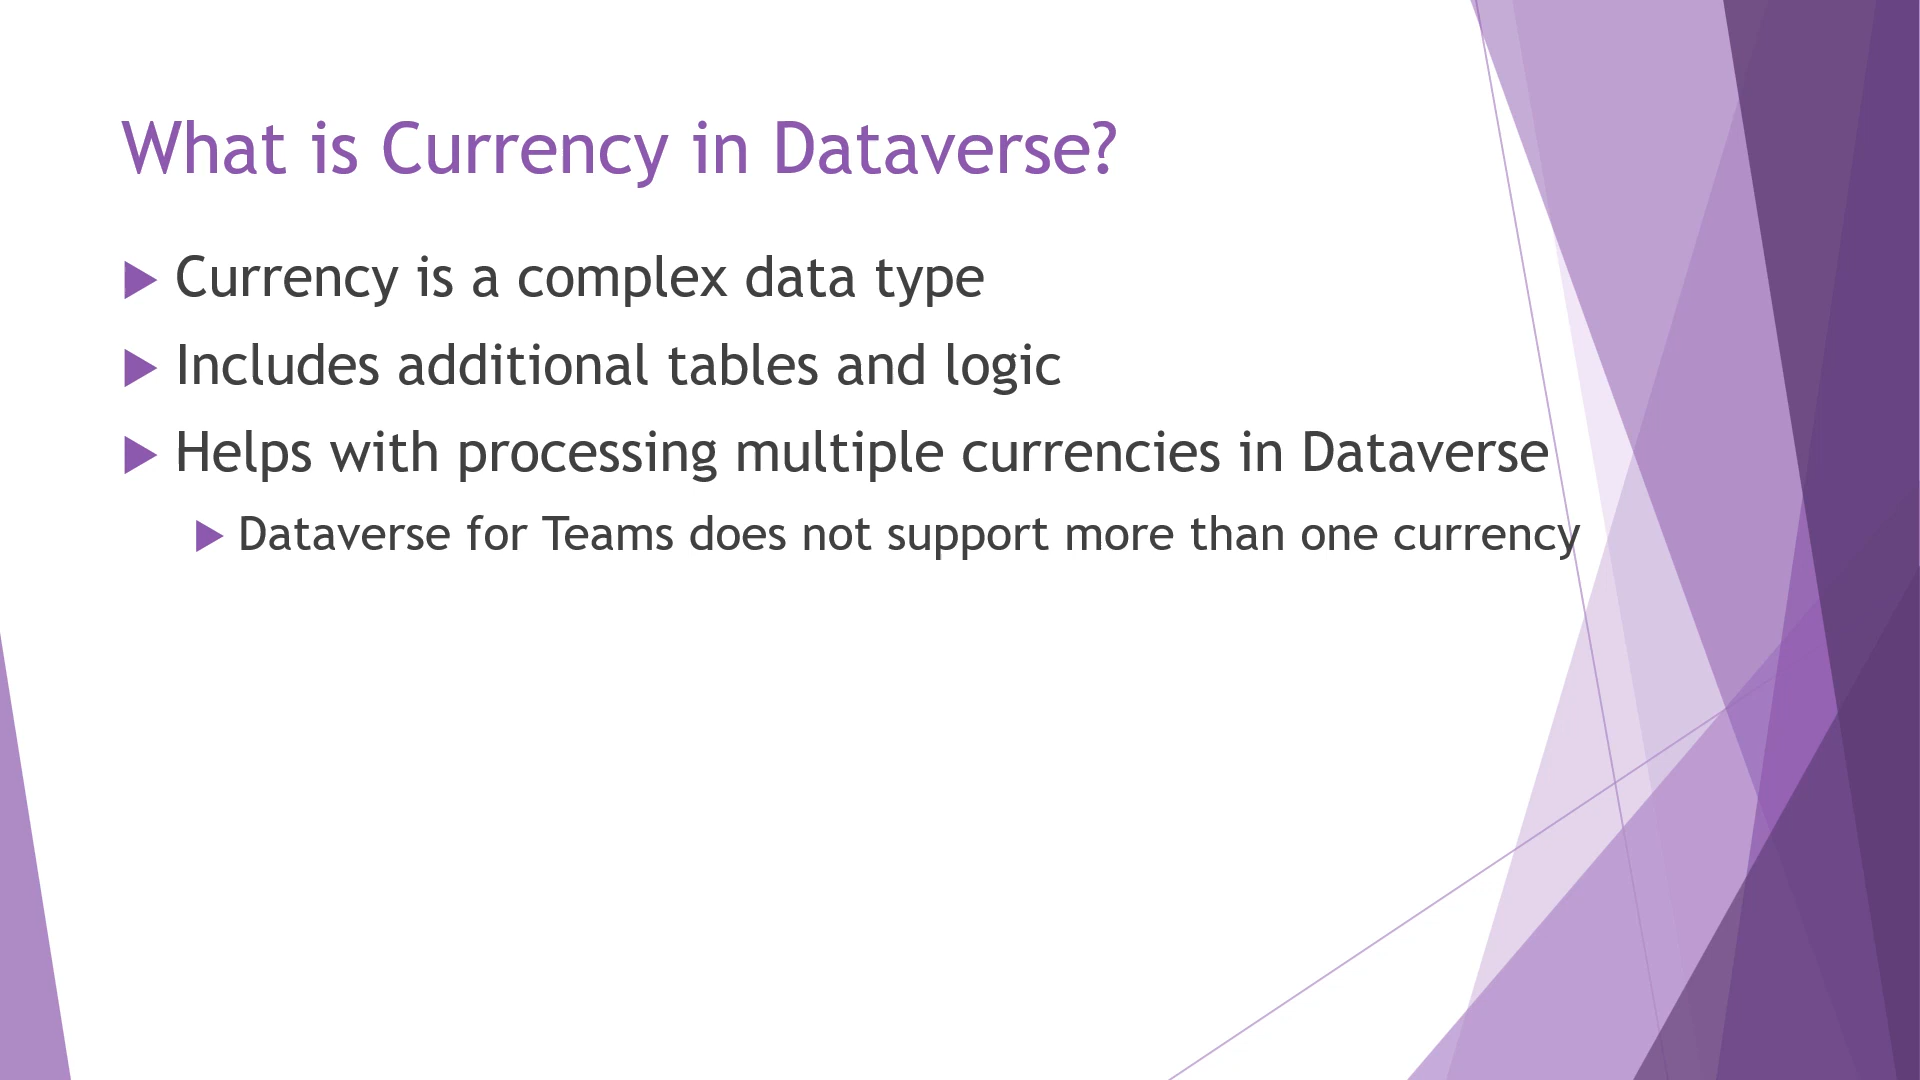 What is Currency in Dataverse?
Currency is a complex data type
Includes additional tables and logic
Helps with processing multiple currencies in Dataverse
Dataverse for Teams does not support more than one currency